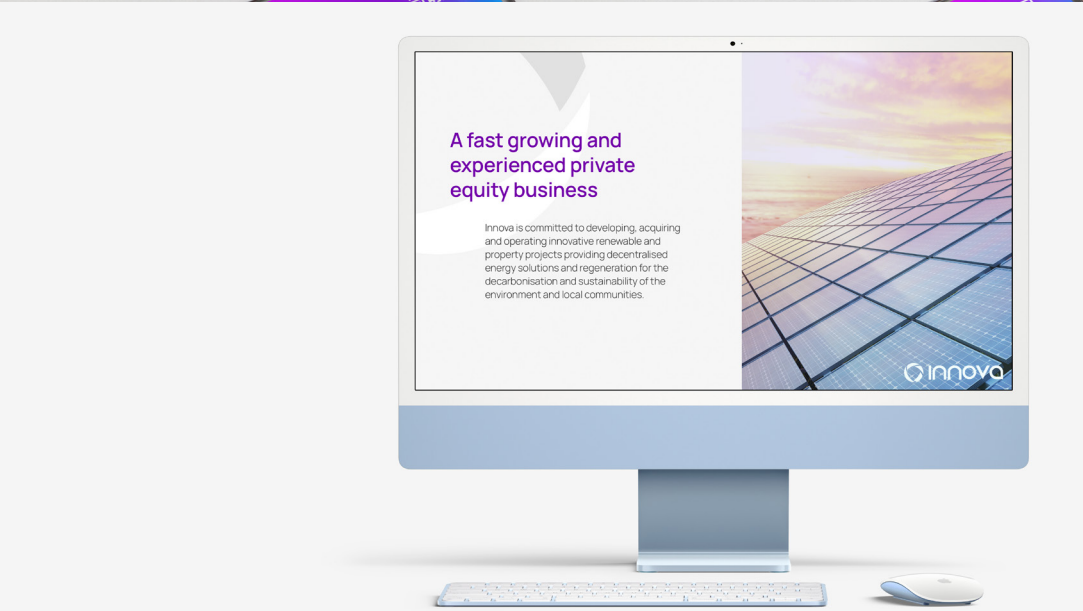 A fast growing and
experienced private
equity business
Innova is committed to developing, acquiring
and operating innovative renewable and
property projects providing decentralised
energy solutions and regeneration for the
decarbonisation and sustainability of the
environment and local communities.
INNOVA